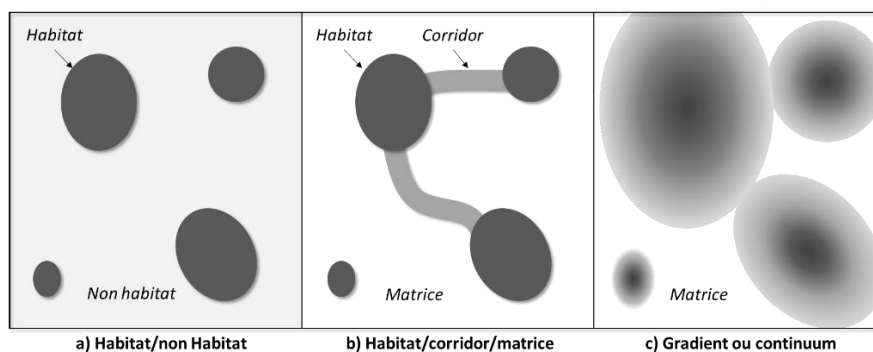 Habitat
Non habitat
a) Habitat/non Habitat
Habitat
Corridor
Matrice
b) Habitat/corridor/matrice
Matrice
c) Gradient ou continuum